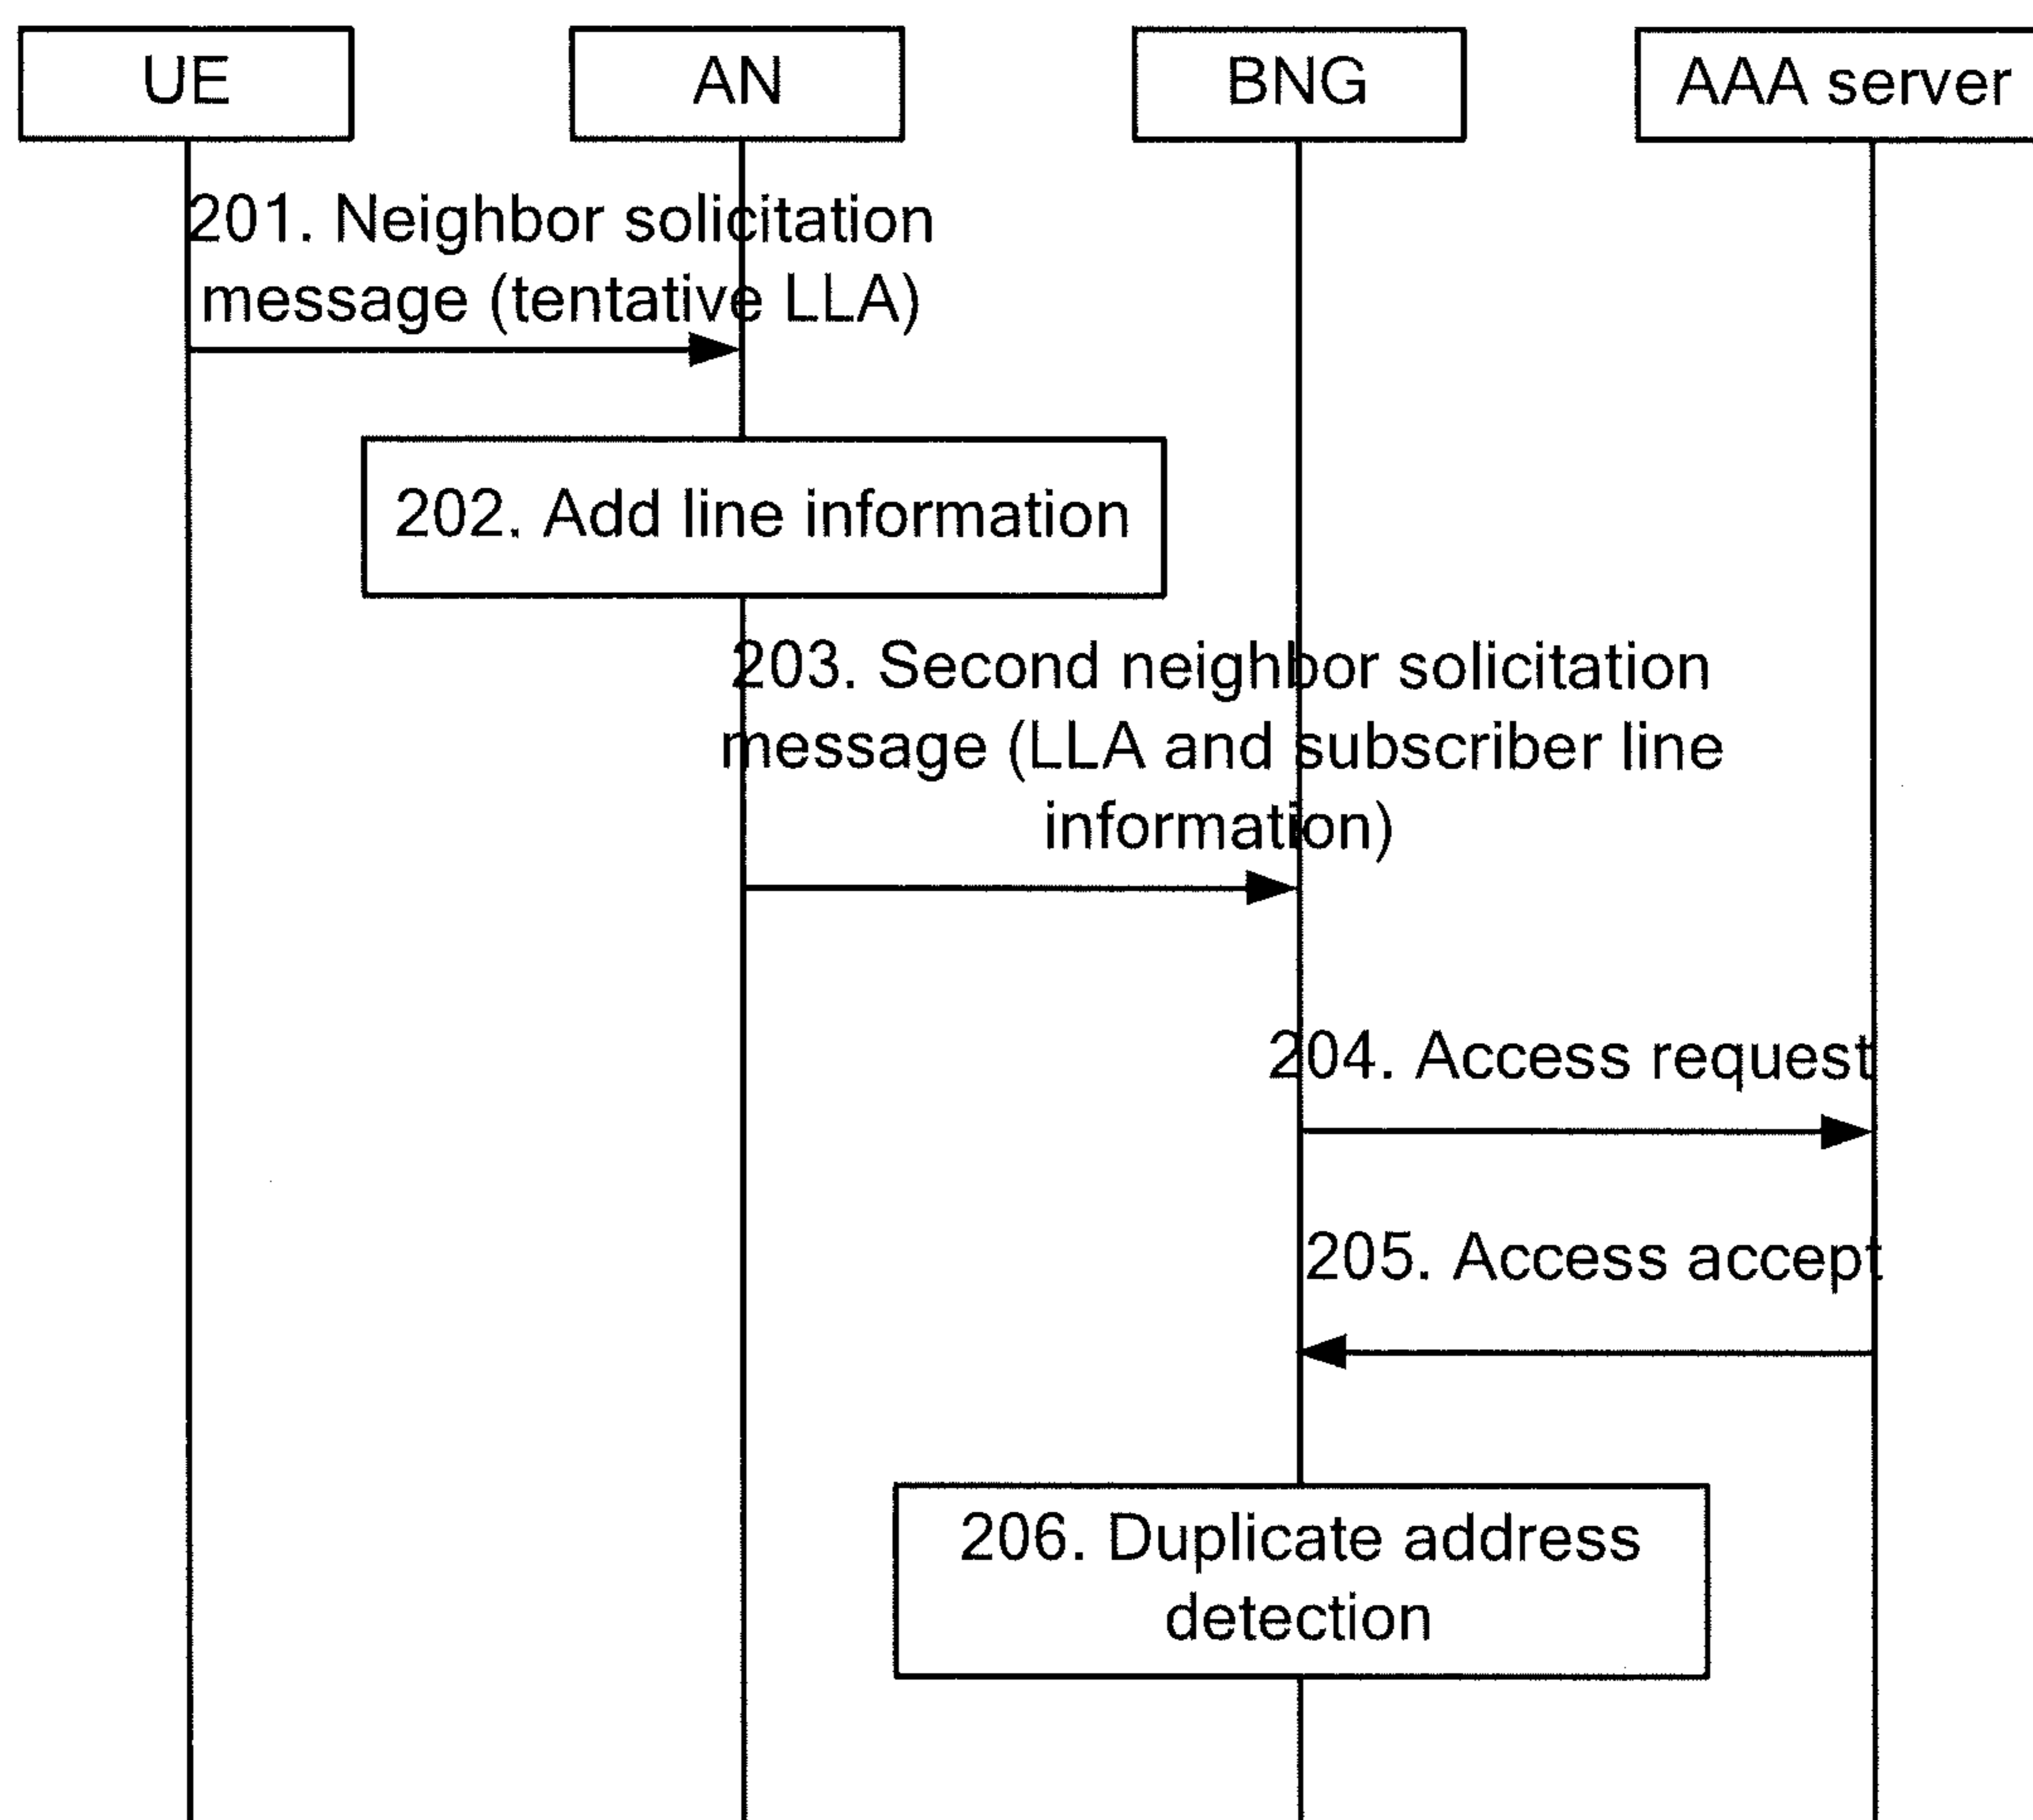 UE
AN
BNG
AAA server
201. Neighbor solicitation
message (tentative LLA)
202. Add line information
203. Second neighbor solicitation
message (LLA and subscriber line
information)
204. Access request
205. Access accept
206. Duplicate address
detection